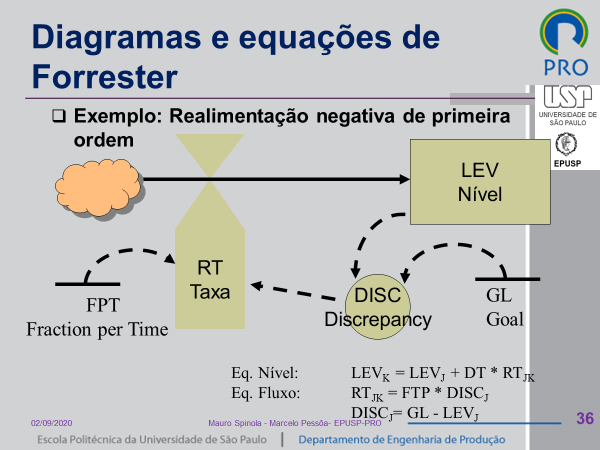 Diagramas e equações de
Forrester
PRO
USP
UNIVERSIDADE DE
SÃO PAULO
EPUSP
❑ Exemplo: Realimentação negativa de primeira
ordem
LEV
Nível
RT
Taxa
DISC
Discrepancy
GL
Goal
FPT
Fraction per Time
Eq. Nível: LEVK = LEVJ + DT * RTJK
Eq. Fluxo: RTJK = FTP * DISCJ
DISCJ= GL - LEVJ
02/09/2020 Mauro Spinola - Marcelo Pessôa- EPUSP-PRO 36
Escola Politécnica da Universidade de São Paulo | Departamento de Engenharia de Produção